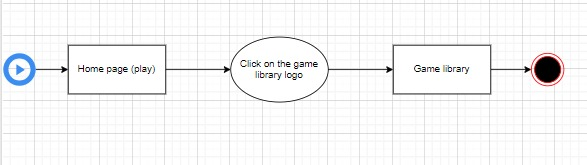 Home page (play)
Click on the game
library logo
Game library